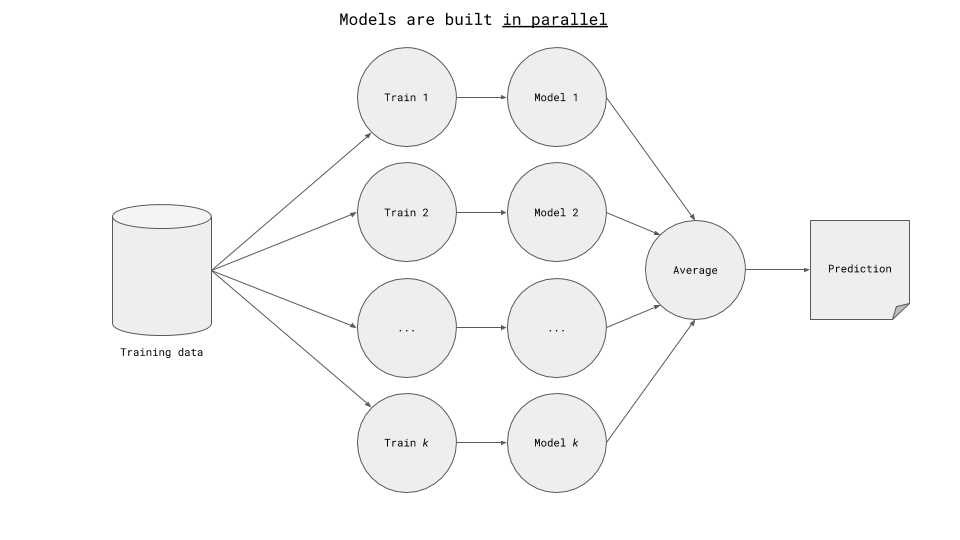 Models are built in parallel
Train 1
Model 1
Train 2
Model 2
Average
Prediction
...
...
Training data
Train k
Model k